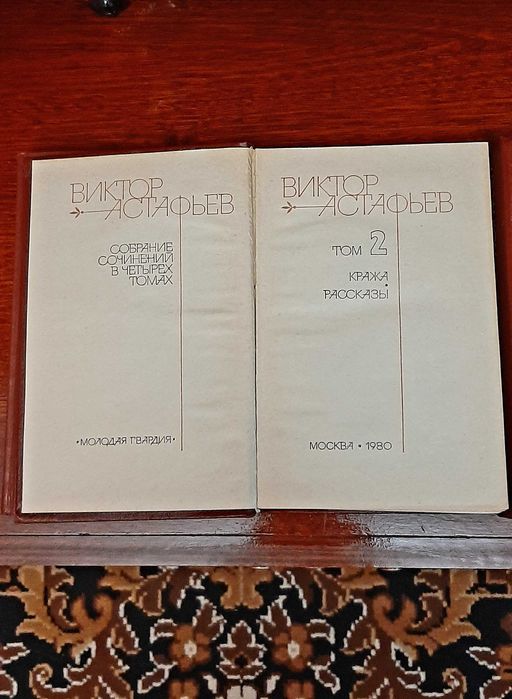 ВИКТОР
АСТАФЬЕВ
СОБРАНИЕ
СОЧИНЕНИЙ
В ЧЕТЫРЕХ
ТОМАХ
•МОЛОДАЯ ГВАРДИЯ•
ВИКТОР
АСТАФЬЕВ
ТОМ 2
КРАЖА
•
РАССКАЗЫ
МОСКВА • 1980